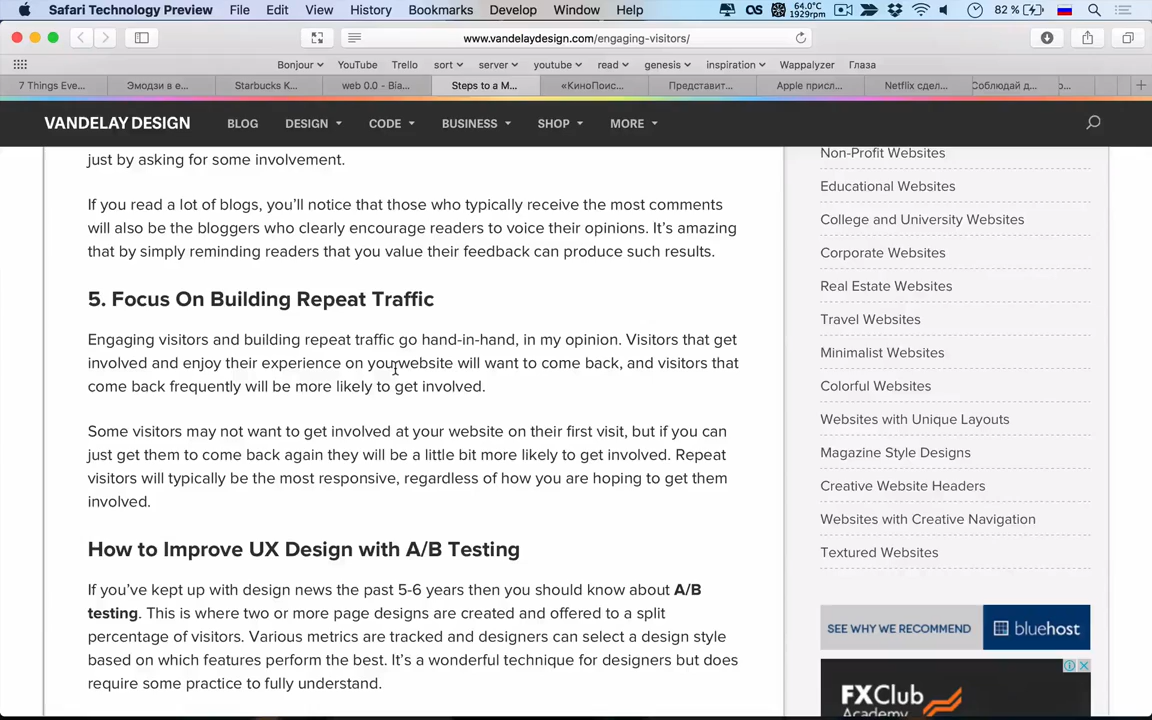 Safari Technology Preview File Edit View History Bookmarks Develop Window Help
64.0°C
1929rpm
82 %
www.vandelaydesign.com/engaging-visitors/
Bonjour YouTube Trello sort server youtube read genesis inspiration Wappalyzer Глаза
7 Things Eve... Эмодзи в е... Starbucks K... web 0.0 - Ва... Steps to a M... «КиноПоис... Представит... Apple присл... Netflix сдел... Соблюдай д...
VANDELAY DESIGN BLOG DESIGN CODE BUSINESS SHOP MORE
just by asking for some involvement.
If you read a lot of blogs, you’ll notice that those who typically receive the most comments
will also be the bloggers who clearly encourage readers to voice their opinions. It’s amazing
that by simply reminding readers that you value their feedback can produce such results.
5. Focus On Building Repeat Traffic
Engaging visitors and building repeat traffic go hand-in-hand, in my opinion. Visitors that get
involved and enjoy their experience on your website will want to come back, and visitors that
come back frequently will be more likely to get involved.
Some visitors may not want to get involved at your website on their first visit, but if you can
just get them to come back again they will be a little bit more likely to get involved. Repeat
visitors will typically be the most responsive, regardless of how you are hoping to get them
involved.
How to Improve UX Design with A/B Testing
If you’ve kept up with design news the past 5-6 years then you should know about A/B
testing. This is where two or more page designs are created and offered to a split
percentage of visitors. Various metrics are tracked and designers can select a design style
based on which features perform the best. It’s a wonderful technique for designers but does
require some practice to fully understand.
Non-Profit Websites
Educational Websites
College and University Websites
Corporate Websites
Real Estate Websites
Travel Websites
Minimalist Websites
Colorful Websites
Websites with Unique Layouts
Magazine Style Designs
Creative Website Headers
Websites with Creative Navigation
Textured Websites
SEE WHY WE RECOMMEND bluehost
FXClub
Academy